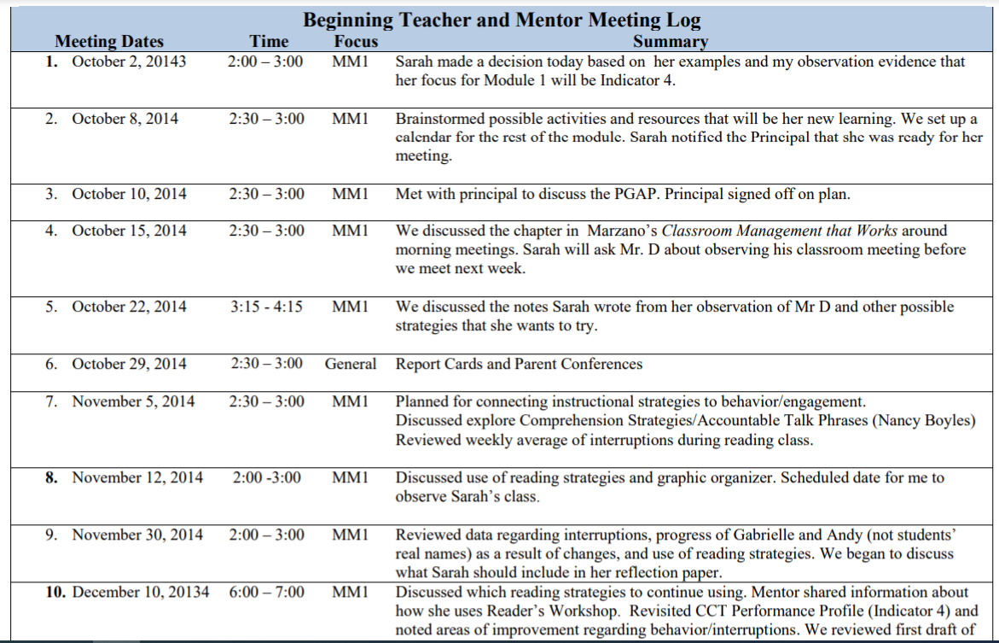 Beginning Teacher and Mentor Meeting Log
Meeting Dates Time Focus Summary
1. October 2, 20143 2:00 – 3:00 MM1 Sarah made a decision today based on her examples and my observation evidence that
her focus for Module 1 will be Indicator 4.
2. October 8, 2014 2:30 – 3:00 MM1 Brainstormed possible activities and resources that will be her new learning. We set up a
calendar for the rest of the module. Sarah notified the Principal that she was ready for her
meeting.
3. October 10, 2014 2:30 – 3:00 MM1 Met with principal to discuss the PGAP. Principal signed off on plan.
4. October 15, 2014 2:30 – 3:00 MM1 We discussed the chapter in Marzano’s Classroom Management that Works around
morning meetings. Sarah will ask Mr. D about observing his classroom meeting before
we meet next week.
5. October 22, 2014 3:15 - 4:15 MM1 We discussed the notes Sarah wrote from her observation of Mr D and other possible
strategies that she wants to try.
6. October 29, 2014 2:30 – 3:00 General Report Cards and Parent Conferences
7. November 5, 2014 2:30 – 3:00 MM1 Planned for connecting instructional strategies to behavior/engagement.
Discussed explore Comprehension Strategies/Accountable Talk Phrases (Nancy Boyles)
Reviewed weekly average of interruptions during reading class.
8. November 12, 2014 2:00 -3:00 MM1 Discussed use of reading strategies and graphic organizer. Scheduled date for me to
observe Sarah’s class.
9. November 30, 2014 2:00 – 3:00 MM1 Reviewed data regarding interruptions, progress of Gabrielle and Andy (not students’
real names) as a result of changes, and use of reading strategies. We began to discuss
what Sarah should include in her reflection paper.
10. December 10, 20134 6:00 – 7:00 MM1 Discussed which reading strategies to continue using. Mentor shared information about
how she uses Reader’s Workshop. Revisited CCT Performance Profile (Indicator 4) and
noted areas of improvement regarding behavior/interruptions. We reviewed first draft of